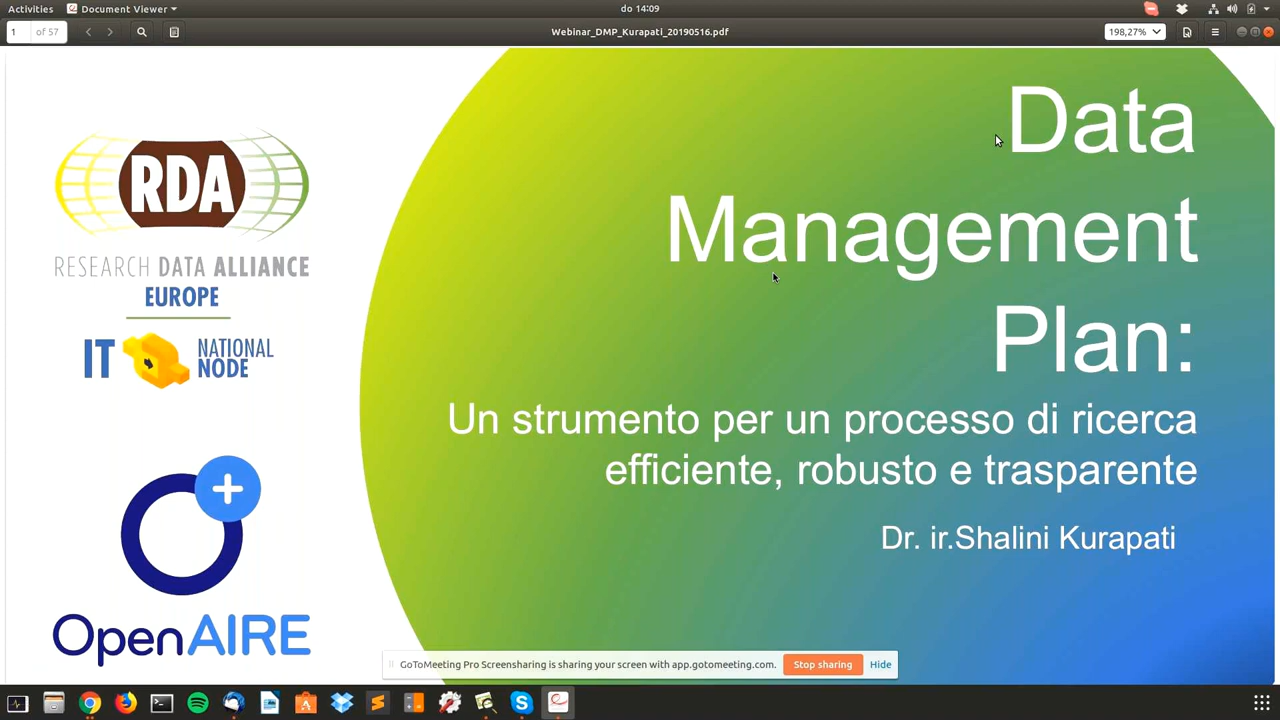 Activities
Document Viewer
do 14:09
1
of 57
Webinar_DMP_Kurapati_20190516.pdf
198,27%
RDA
RESEARCH DATA ALLIANCE
EUROPE
IT
NATIONAL
NODE
OpenAIRE
Data
Management
Plan:
Un strumento per un processo di ricerca
efficiente, robusto e trasparente
Dr. ir.Shalini Kurapati
GoToMeeting Pro Screensharing is sharing your screen with app.gotomeeting.com.
Stop sharing
Hide